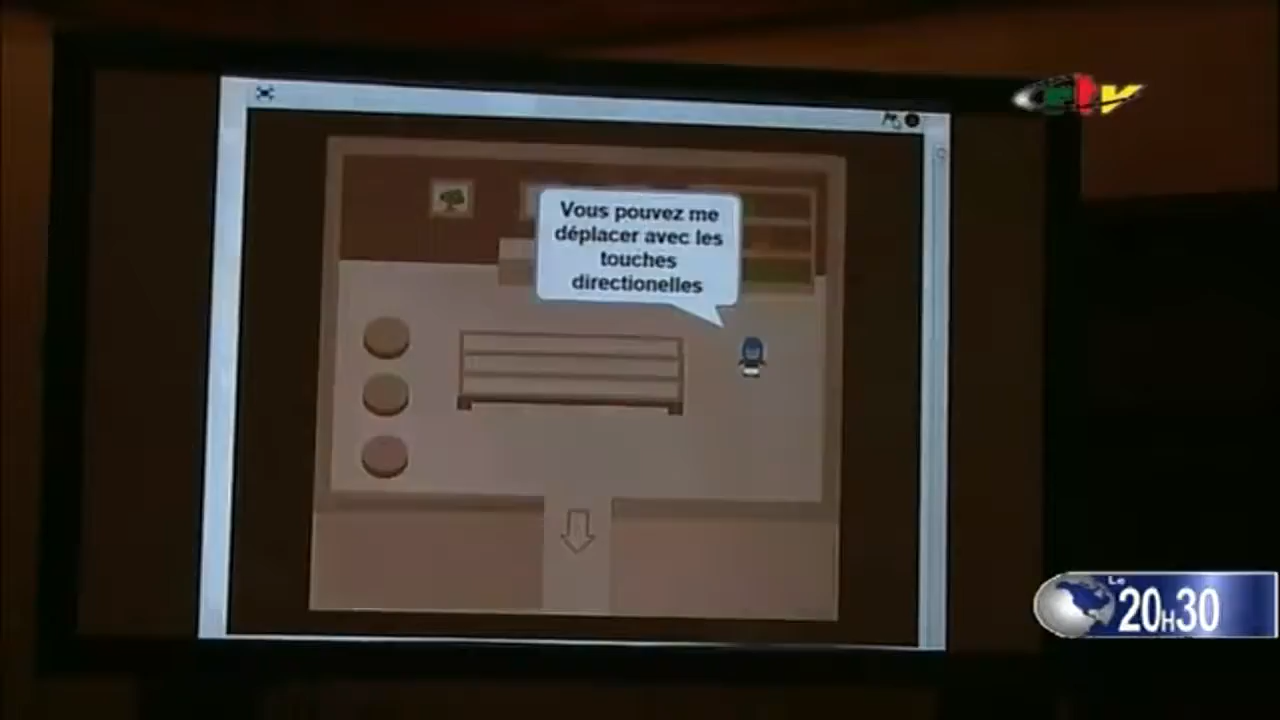 Vous pouvez me
déplacer avec les
touches
directionelles
Le
20H30